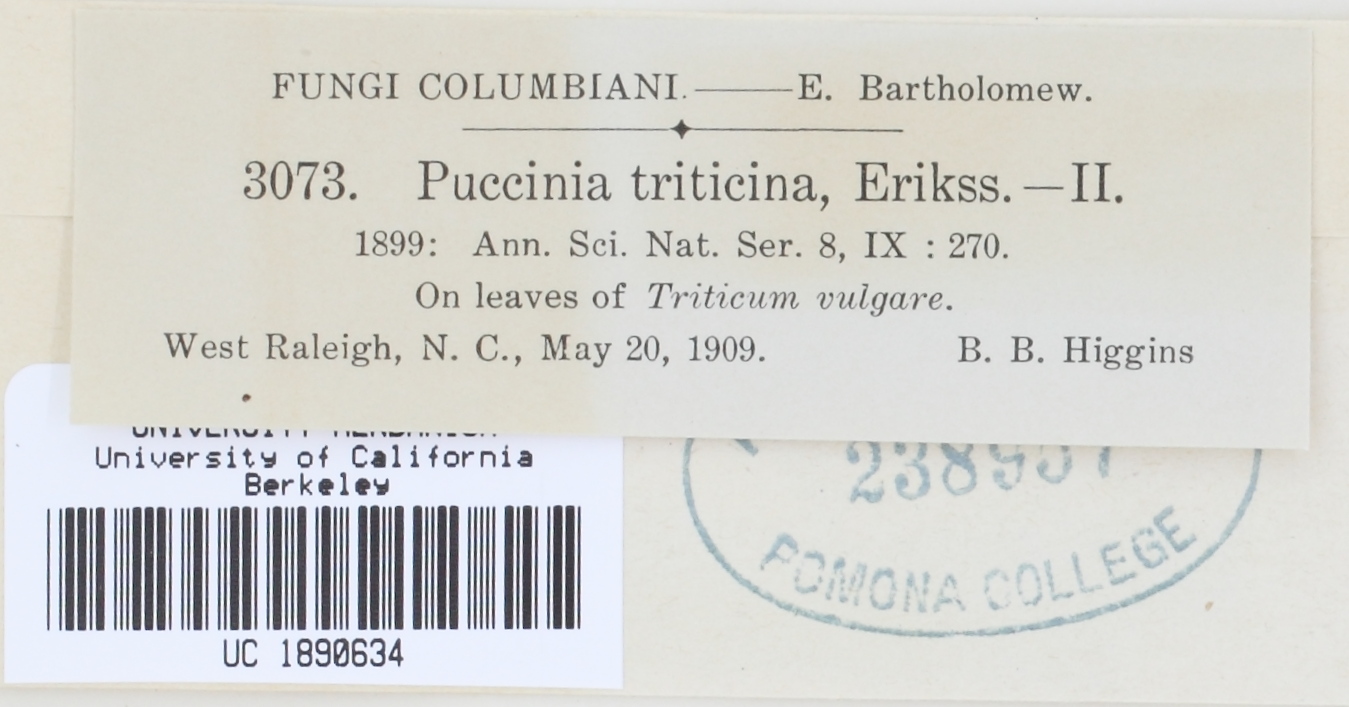 FUNGI COLUMBIANI.——E. Bartholomew.
3073. Puccinia triticina, Erikss.—II.
1899: Ann. Sci. Nat. Ser. 8, IX : 270.
On leaves of Triticum vulgare.
West Raleigh, N. C., May 20, 1909. B. B. Higgins
University of California
Berkeley
UC 1890634
POMONA COLLEGE